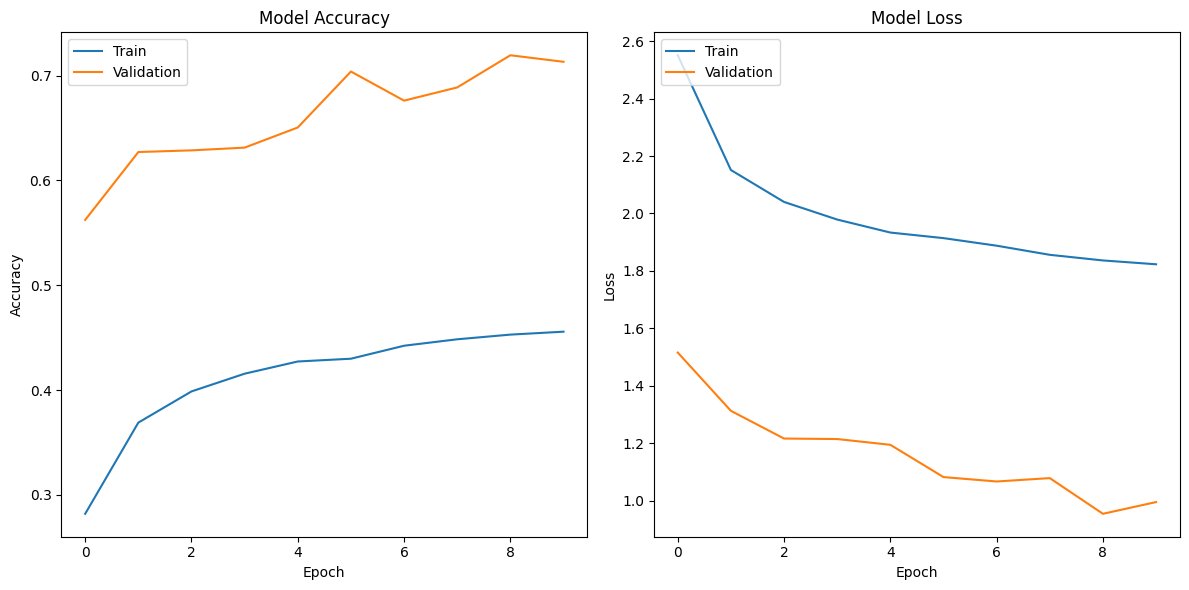 Model Accuracy
Train
Validation
0.7
0.6
0.5
0.4
0.3
Accuracy
0 2 4 6 8
Epoch
Model Loss
Train
Validation
2.6
2.4
2.2
2.0
1.8
1.6
1.4
1.2
1.0
Loss
0 2 4 6 8
Epoch